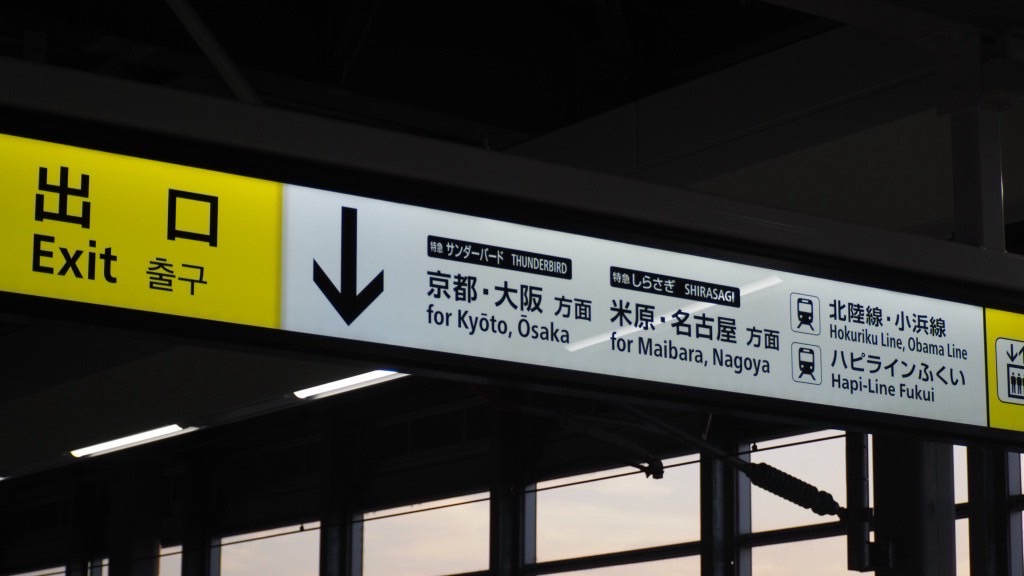 出口
Exit 출구
特急 サンダーバード THUNDERBIRD
京都・大阪 方面
for Kyōto, Ōsaka
特急 しらさぎ SHIRASAGI
米原・名古屋 方面
for Maibara, Nagoya
北陸線・小浜線
Hokuriku Line, Obama Line
ハピラインふくい
Hapi-Line Fukui